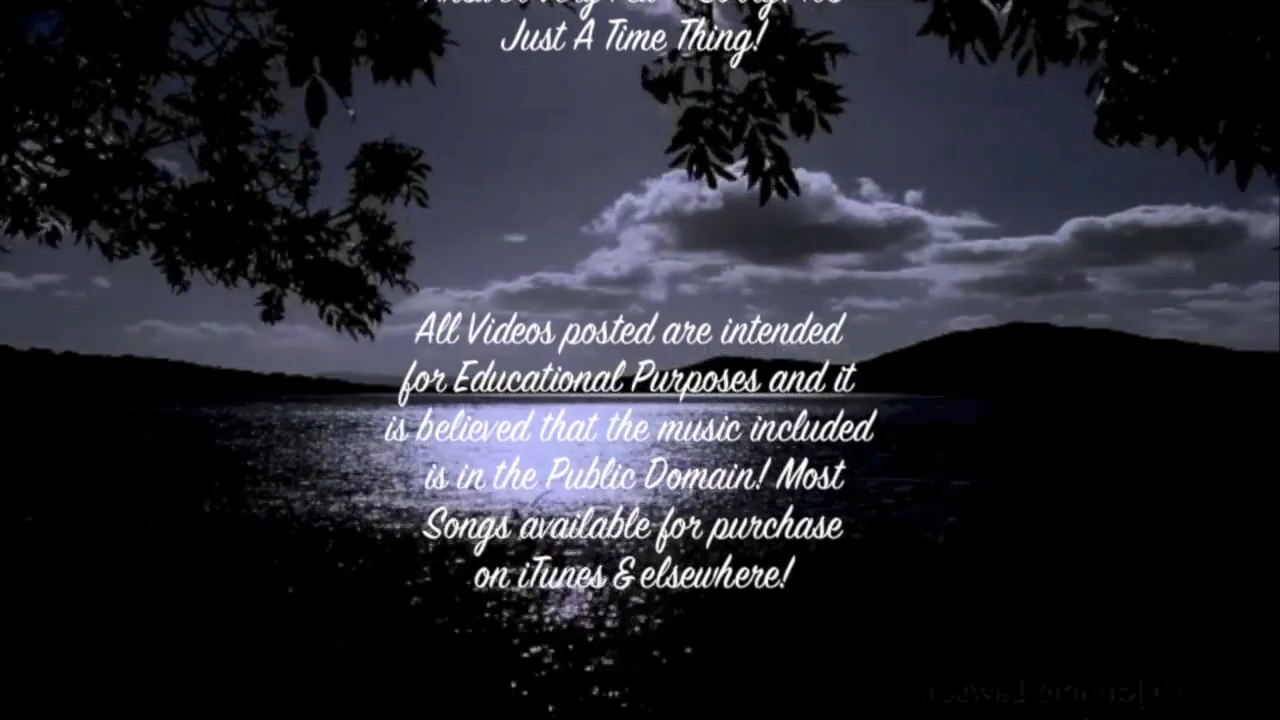 Just A Time Thing!
All Videos posted are intended
for Educational Purposes and it
is believed that the music included
is in the Public Domain! Most
Songs available for purchase
on iTunes & elsewhere!